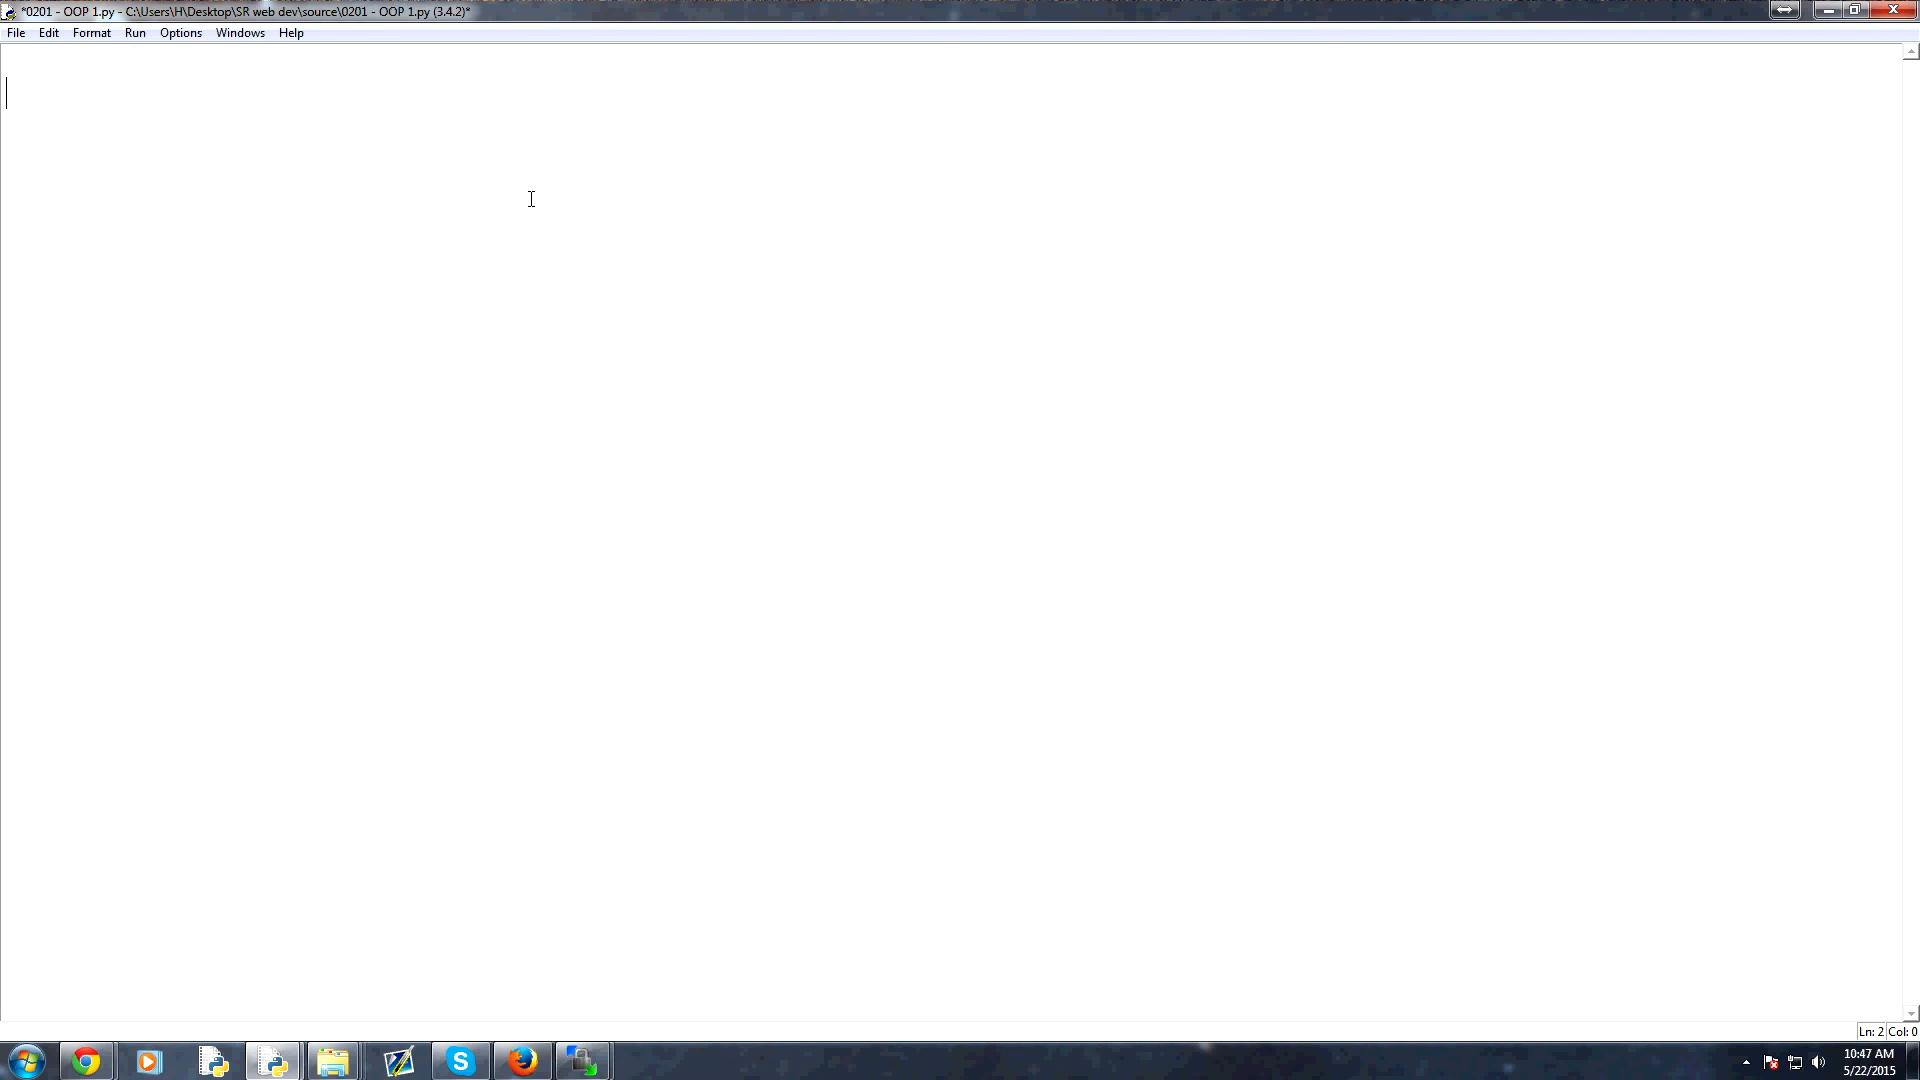 *0201 - OOP 1.py - C:\Users\H\Desktop\SR web dev\source\0201 - OOP 1.py (3.4.2)*
File Edit Format Run Options Windows Help
Ln: 2 Col: 0
10:47 AM
5/22/2015